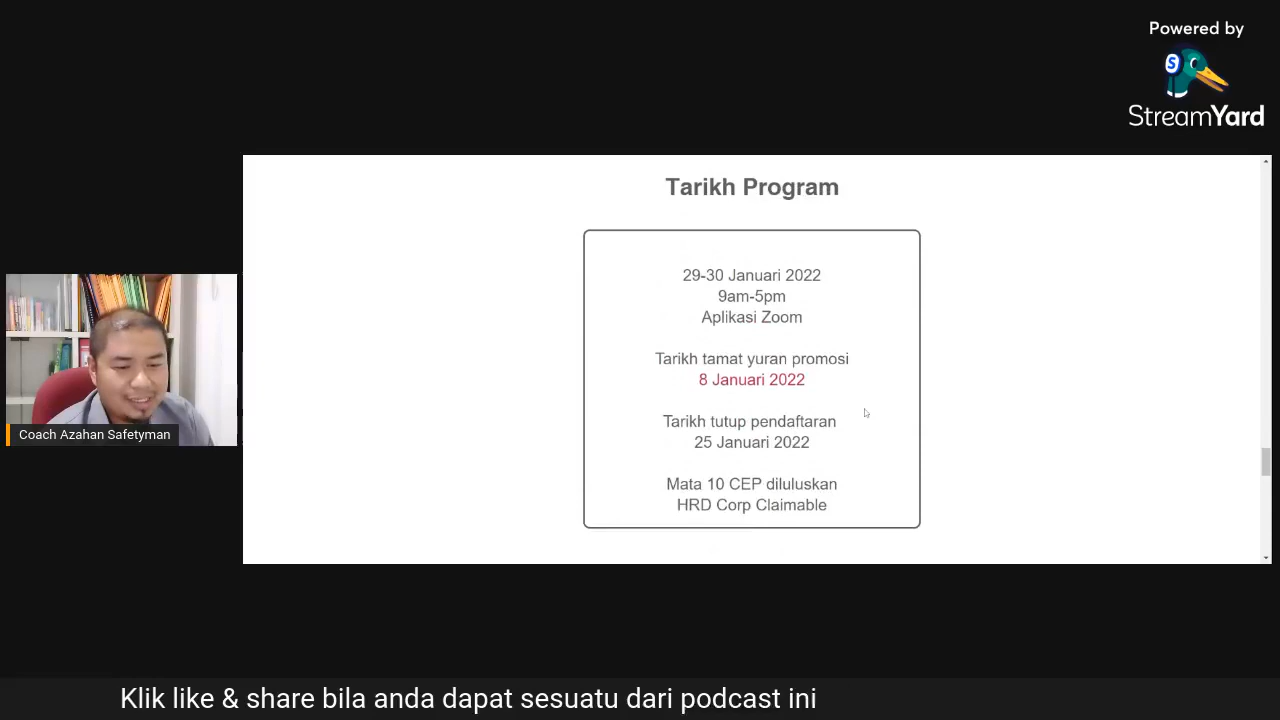 Powered by
StreamYard
Tarikh Program
29-30 Januari 2022
9am-5pm
Aplikasi Zoom
Tarikh tamat yuran promosi
8 Januari 2022
Tarikh tutup pendaftaran
25 Januari 2022
Mata 10 CEP diluluskan
HRD Corp Claimable
Coach Azahan Safetyman
Klik like & share bila anda dapat sesuatu dari podcast ini